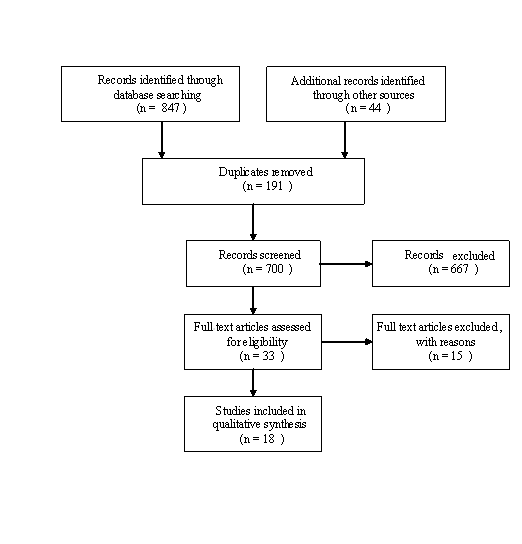 Records identified through
database searching
(n = 847 )
Additional records identified
through other sources
(n = 44 )
Duplicates removed
(n = 191 )
Records screened
(n = 700 )
Records excluded
(n = 667 )
Full text articles assessed
for eligibility
(n = 33 )
Full text articles excluded,
with reasons
(n = 15 )
Studies included in
qualitative synthesis
(n = 18 )